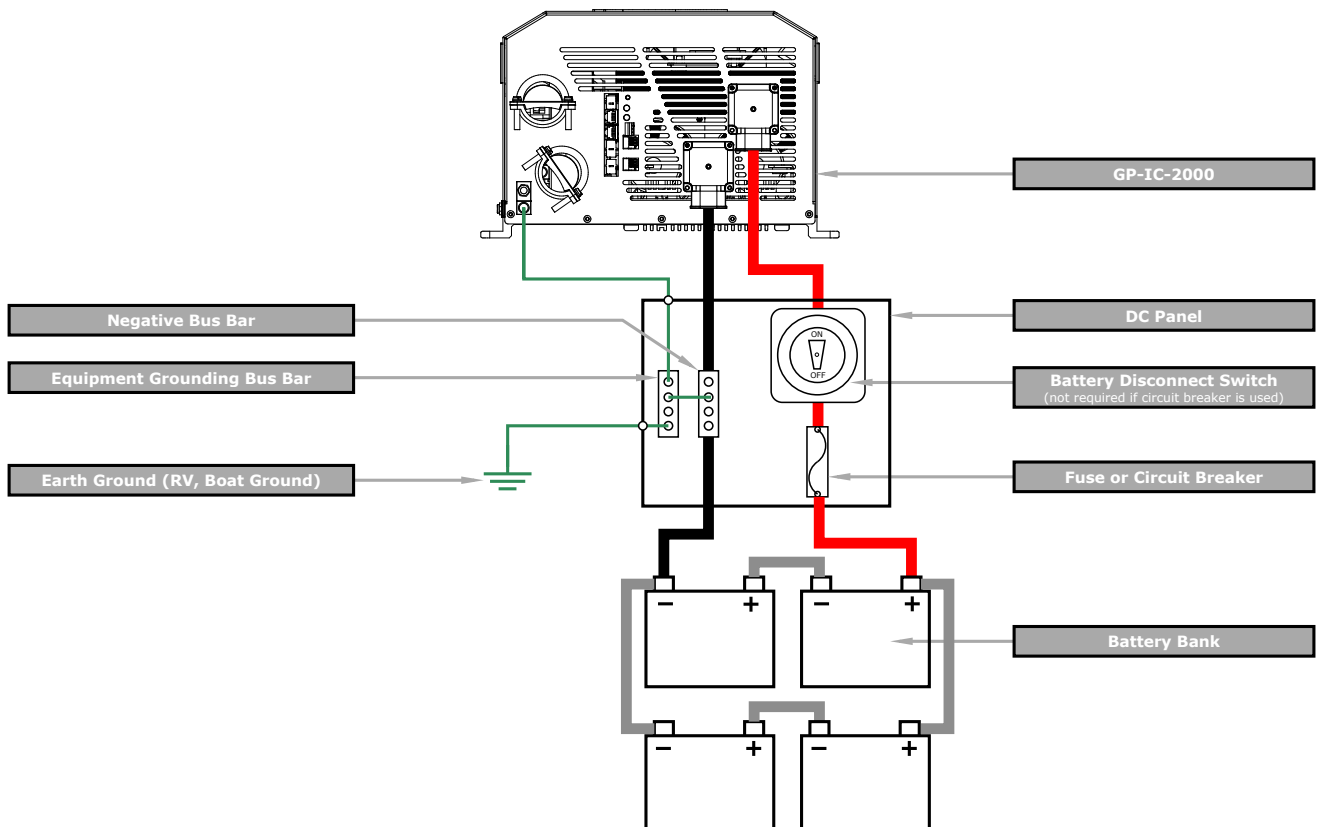 GP-IC-2000
Negative Bus Bar
DC Panel
ON
OFF
Equipment Grounding Bus Bar
Battery Disconnect Switch
(not required if circuit breaker is used)
Earth Ground (RV, Boat Ground)
Fuse or Circuit Breaker
− + − +
Battery Bank
− + − +